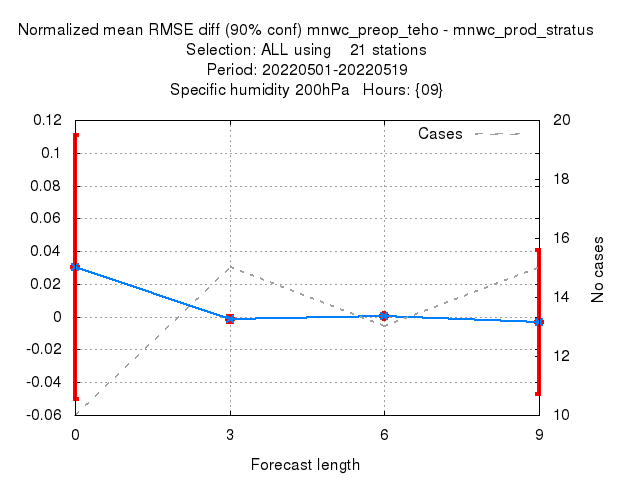 Normalized mean RMSE diff (90% conf) mnwc_preop_teho - mnwc_prod_stratus
Selection: ALL using    21 stations
Period: 20220501-20220519
Specific humidity 200hPa   Hours: {09}
Cases
0.12
0.1
0.08
0.06
0.04
0.02
0
-0.02
-0.04
-0.06
20
18
16
14
12
10
No cases
0
3
6
9
Forecast length